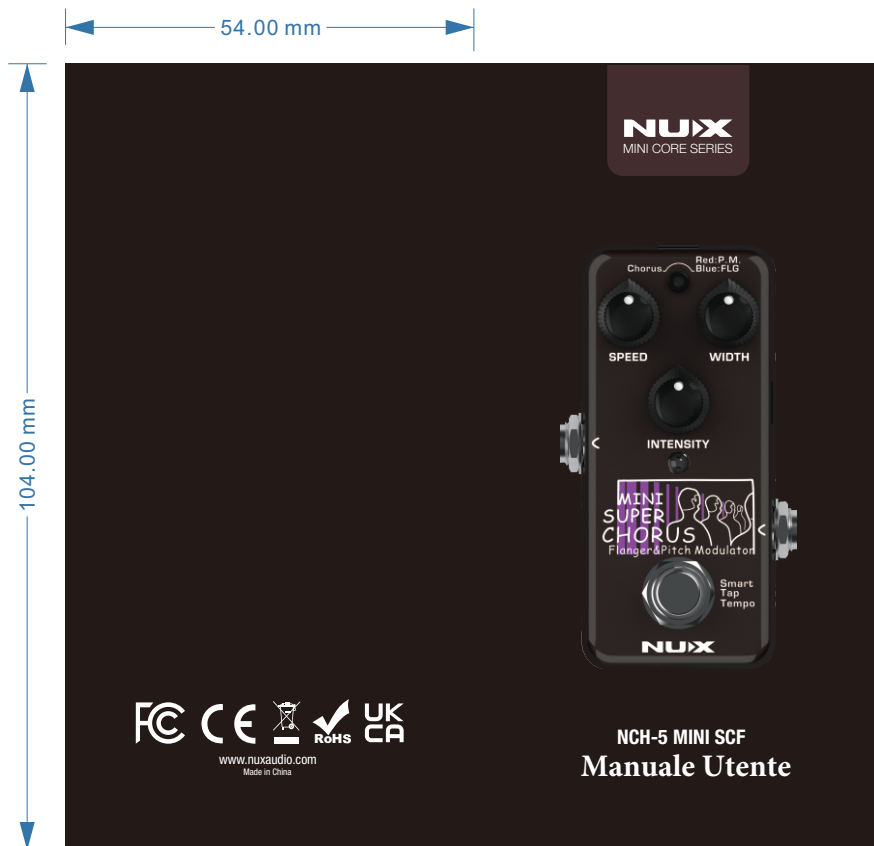 54.00 mm
104.00 mm
NUX
MINI CORE SERIES
Chorus
Red:P.M.
Blue:FLG
SPEED
WIDTH
INTENSITY
MINI
SUPER
CHORUS
Flanger&Pitch Modulaton
Smart
Tap
Tempo
NUX
FC CE RoHS UK
CA
www.nuxaudio.com
Made in China
NCH-5 MINI SCF
Manuale Utente